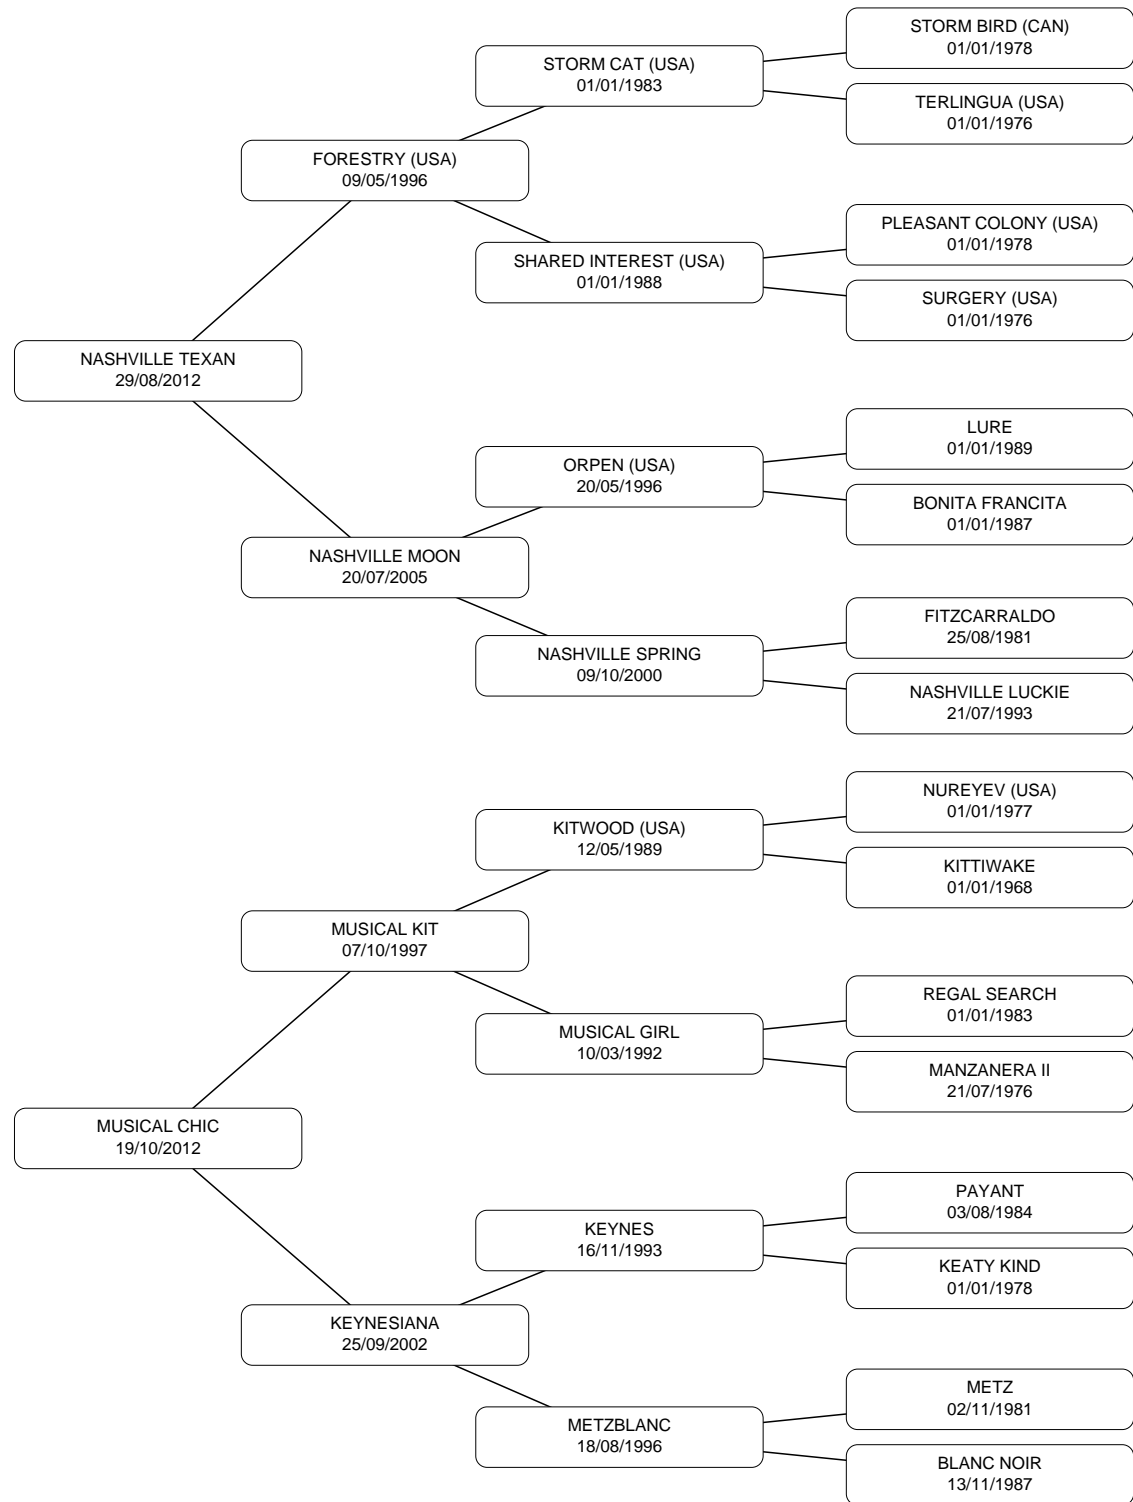 STORM BIRD (CAN)
01/01/1978
STORM CAT (USA)
01/01/1983
TERLINGUA (USA)
01/01/1976
FORESTRY (USA)
09/05/1996
PLEASANT COLONY (USA)
01/01/1978
SHARED INTEREST (USA)
01/01/1988
SURGERY (USA)
01/01/1976
NASHVILLE TEXAN
29/08/2012
LURE
01/01/1989
ORPEN (USA)
20/05/1996
BONITA FRANCITA
01/01/1987
NASHVILLE MOON
20/07/2005
FITZCARRALDO
25/08/1981
NASHVILLE SPRING
09/10/2000
NASHVILLE LUCKIE
21/07/1993
NUREYEV (USA)
01/01/1977
KITWOOD (USA)
12/05/1989
KITTIWAKE
01/01/1968
MUSICAL KIT
07/10/1997
REGAL SEARCH
01/01/1983
MUSICAL GIRL
10/03/1992
MANZANERA II
21/07/1976
MUSICAL CHIC
19/10/2012
PAYANT
03/08/1984
KEYNES
16/11/1993
KEATY KIND
01/01/1978
KEYNESIANA
25/09/2002
METZ
02/11/1981
METZBLANC
18/08/1996
BLANC NOIR
13/11/1987